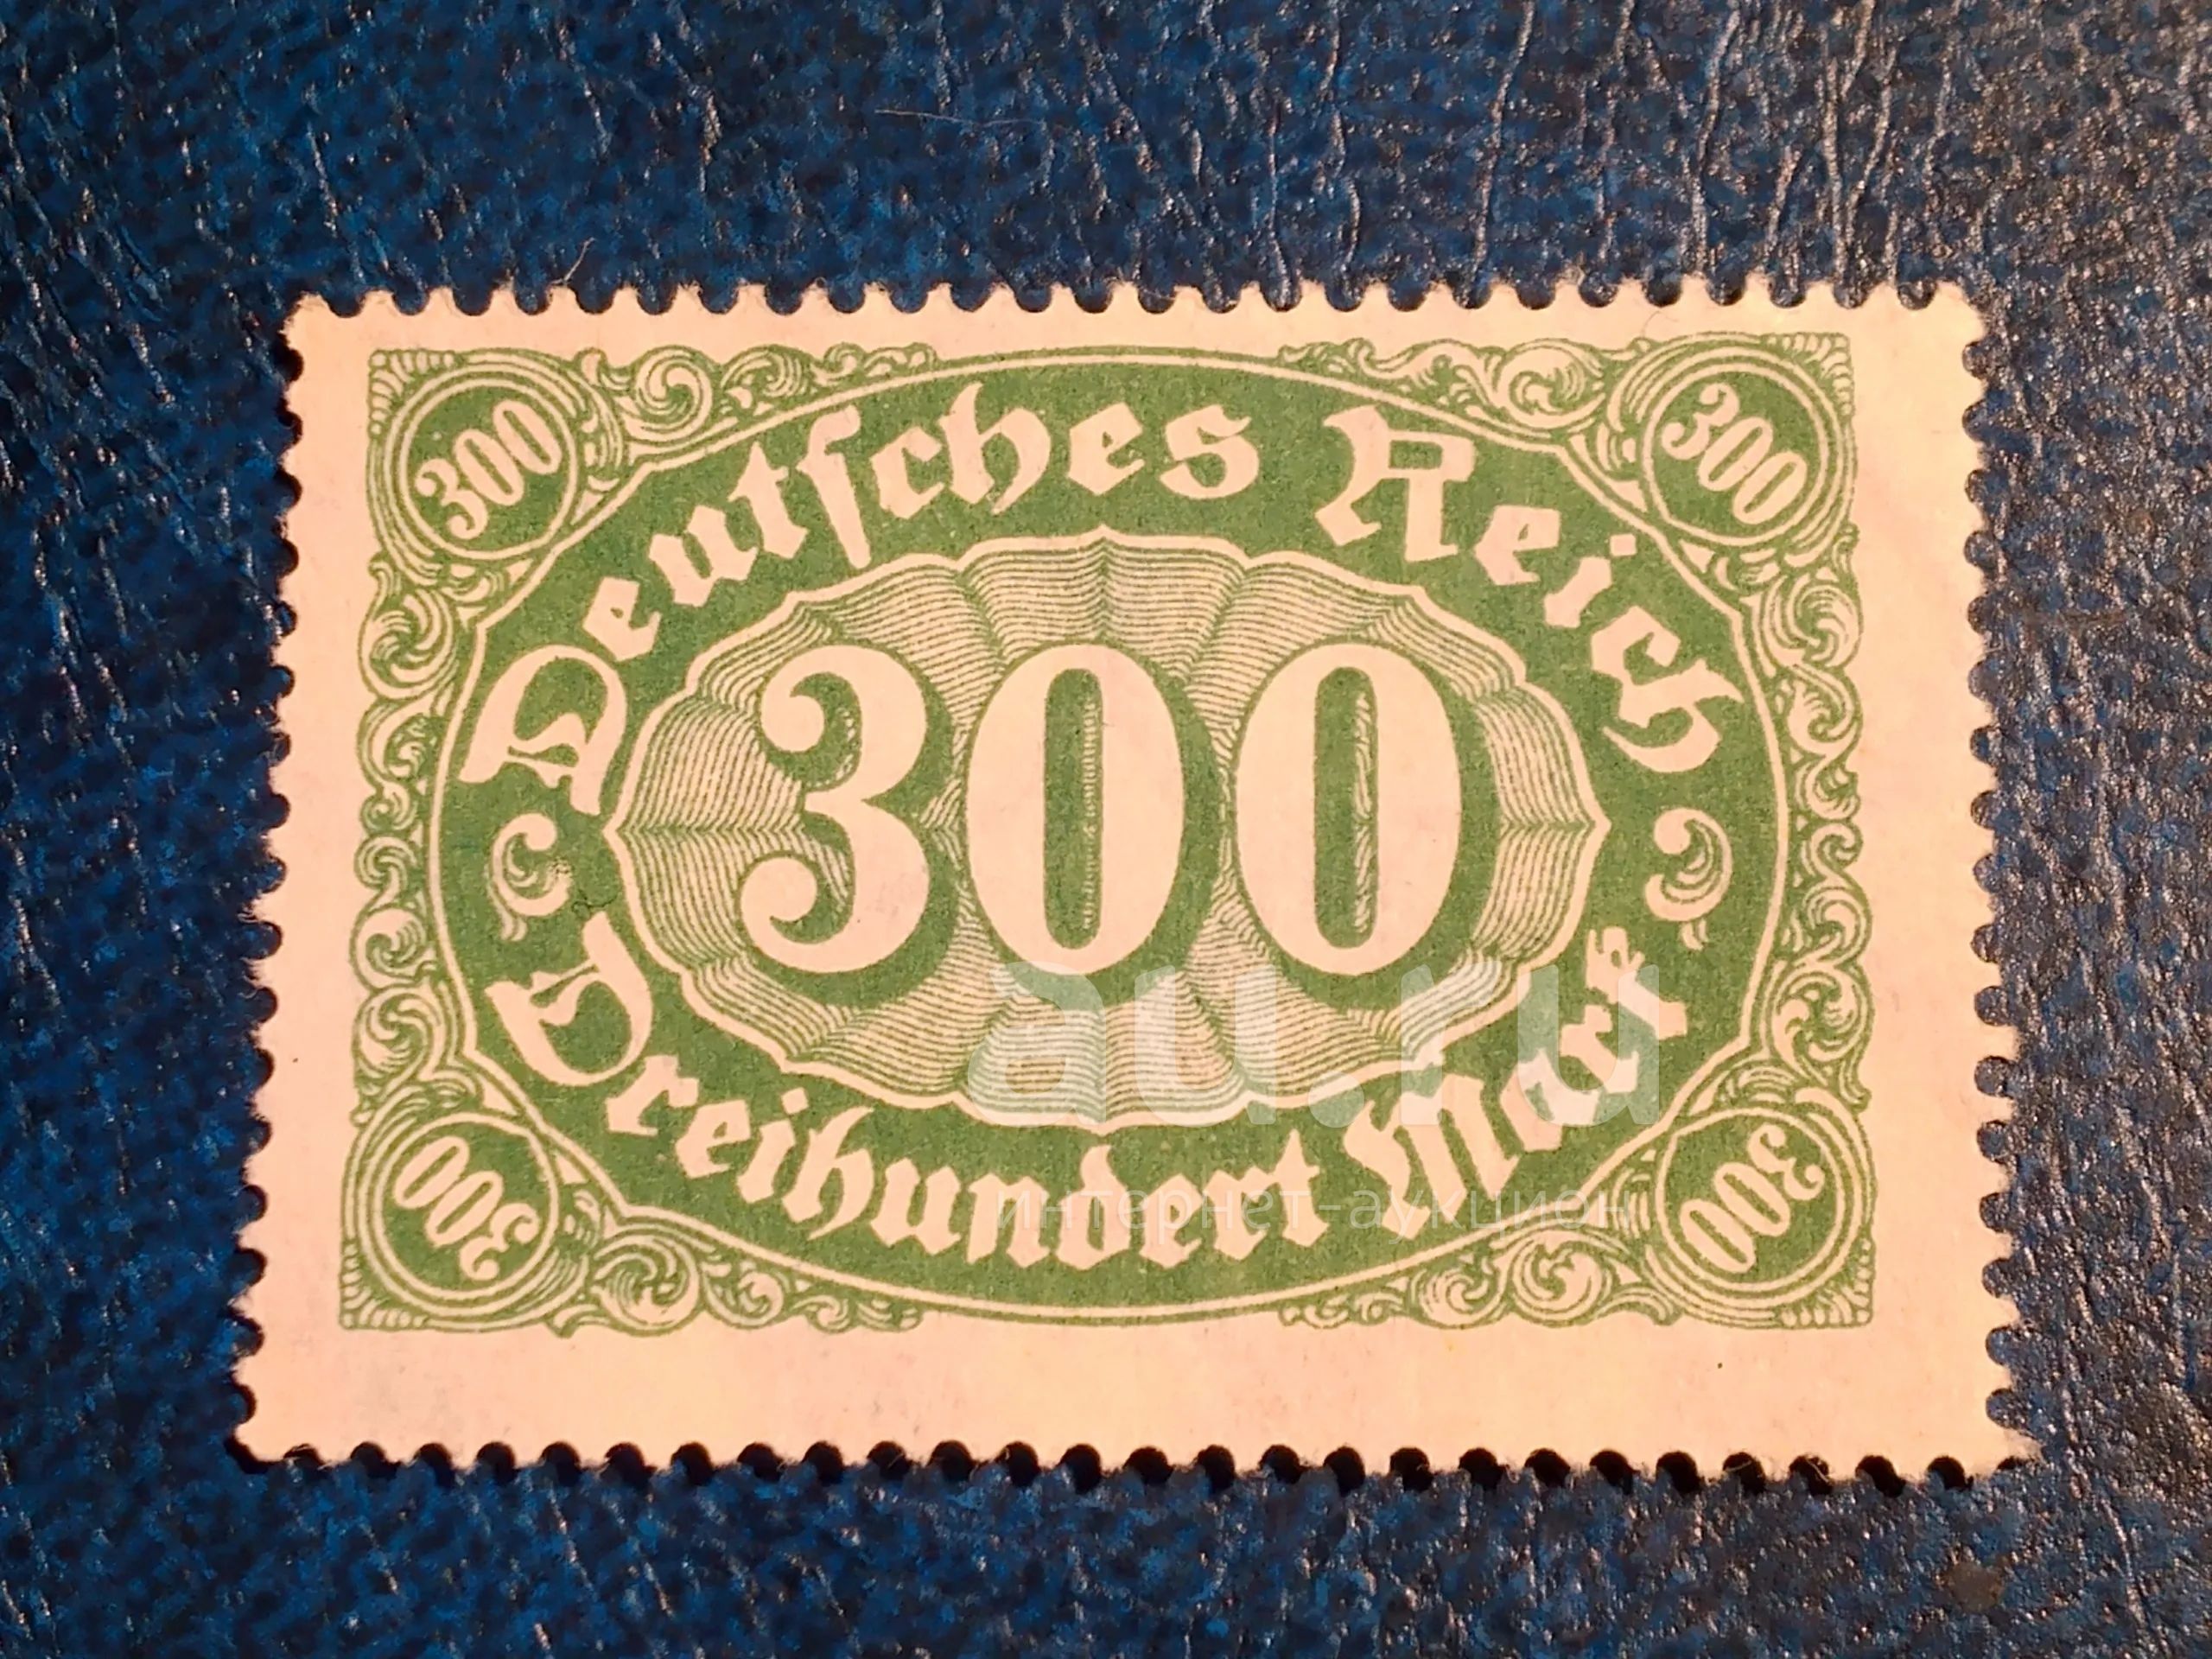 300
300
Deutsches Reich
300
Dreihundert Mark
300
300
au.ru
интернет-аукцион